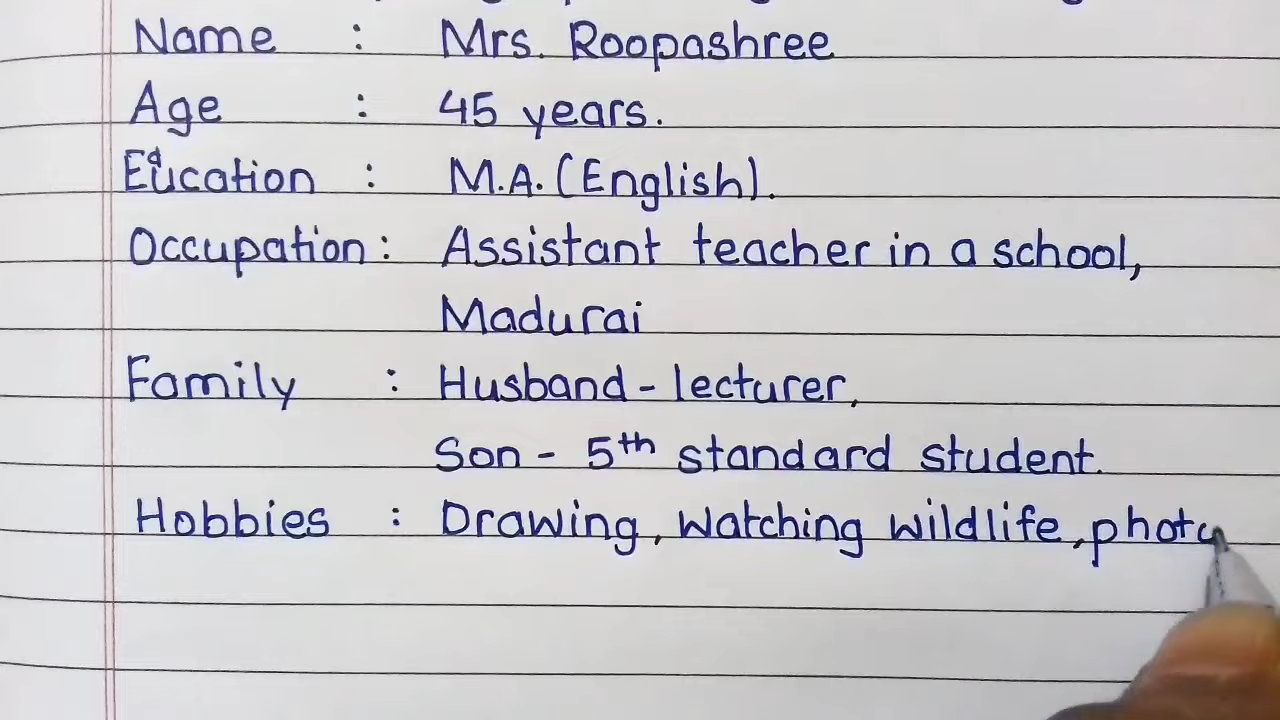 Name : Mrs. Roopashree
Age : 45 years.
Education : M.A. (English).
Occupation : Assistant teacher in a school,
Madurai
Family : Husband - lecturer,
Son - 5th standard student.
Hobbies : Drawing, watching wildlife, photo